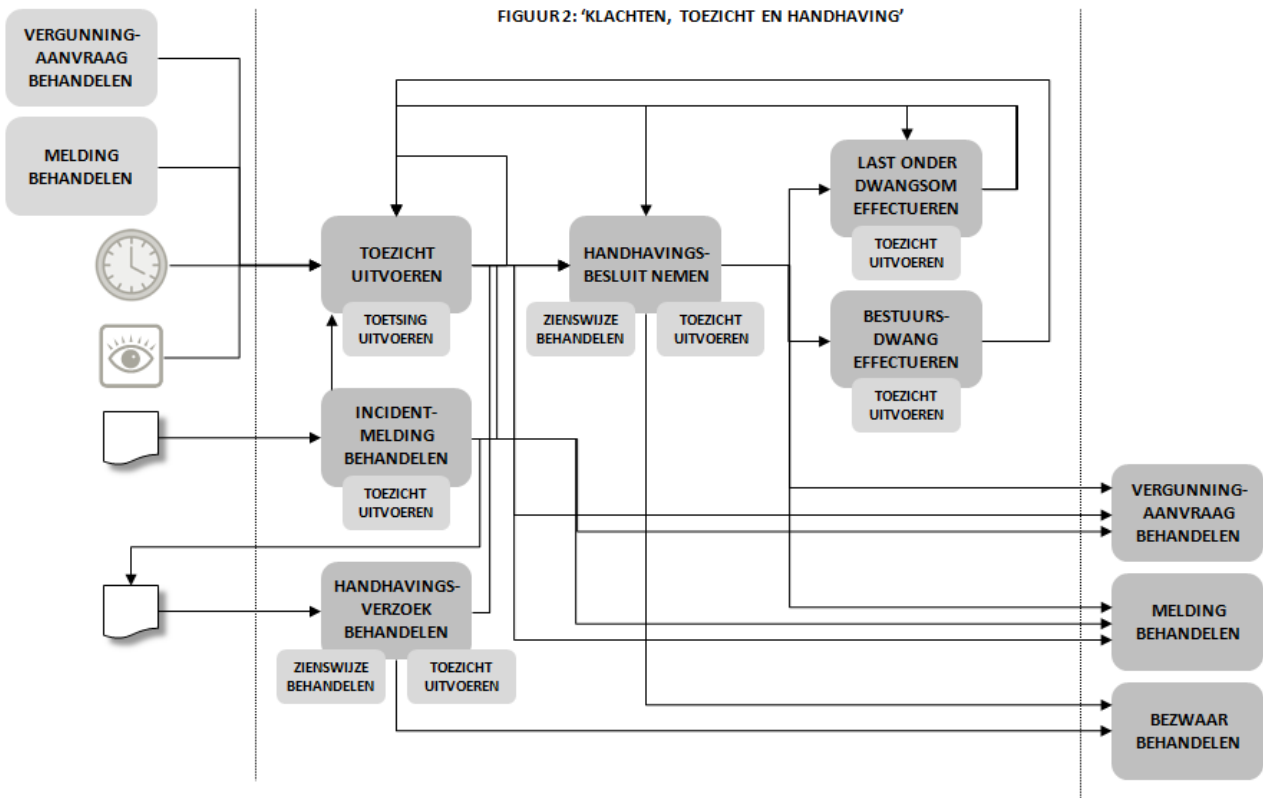 FIGUUR 2: ‘KLACHTEN, TOEZICHT EN HANDHAVING’
VERGUNNING-
AANVRAAG
BEHANDELEN
MELDING
BEHANDELEN
TOEZICHT
UITVOEREN
TOETSING
UITVOEREN
INCIDENT-
MELDING
BEHANDELEN
TOEZICHT
UITVOEREN
HANDHAVINGS-
VERZOEK
BEHANDELEN
ZIENSWIJZE
BEHANDELEN
TOEZICHT
UITVOEREN
HANDHAVINGS-
BESLUIT NEMEN
ZIENSWIJZE
BEHANDELEN
TOEZICHT
UITVOEREN
LAST ONDER
DWANGSOM
EFFECTUEREN
TOEZICHT
UITVOEREN
BESTUURS-
DWANG
EFFECTUEREN
TOEZICHT
UITVOEREN
VERGUNNING-
AANVRAAG
BEHANDELEN
MELDING
BEHANDELEN
BEZWAAR
BEHANDELEN